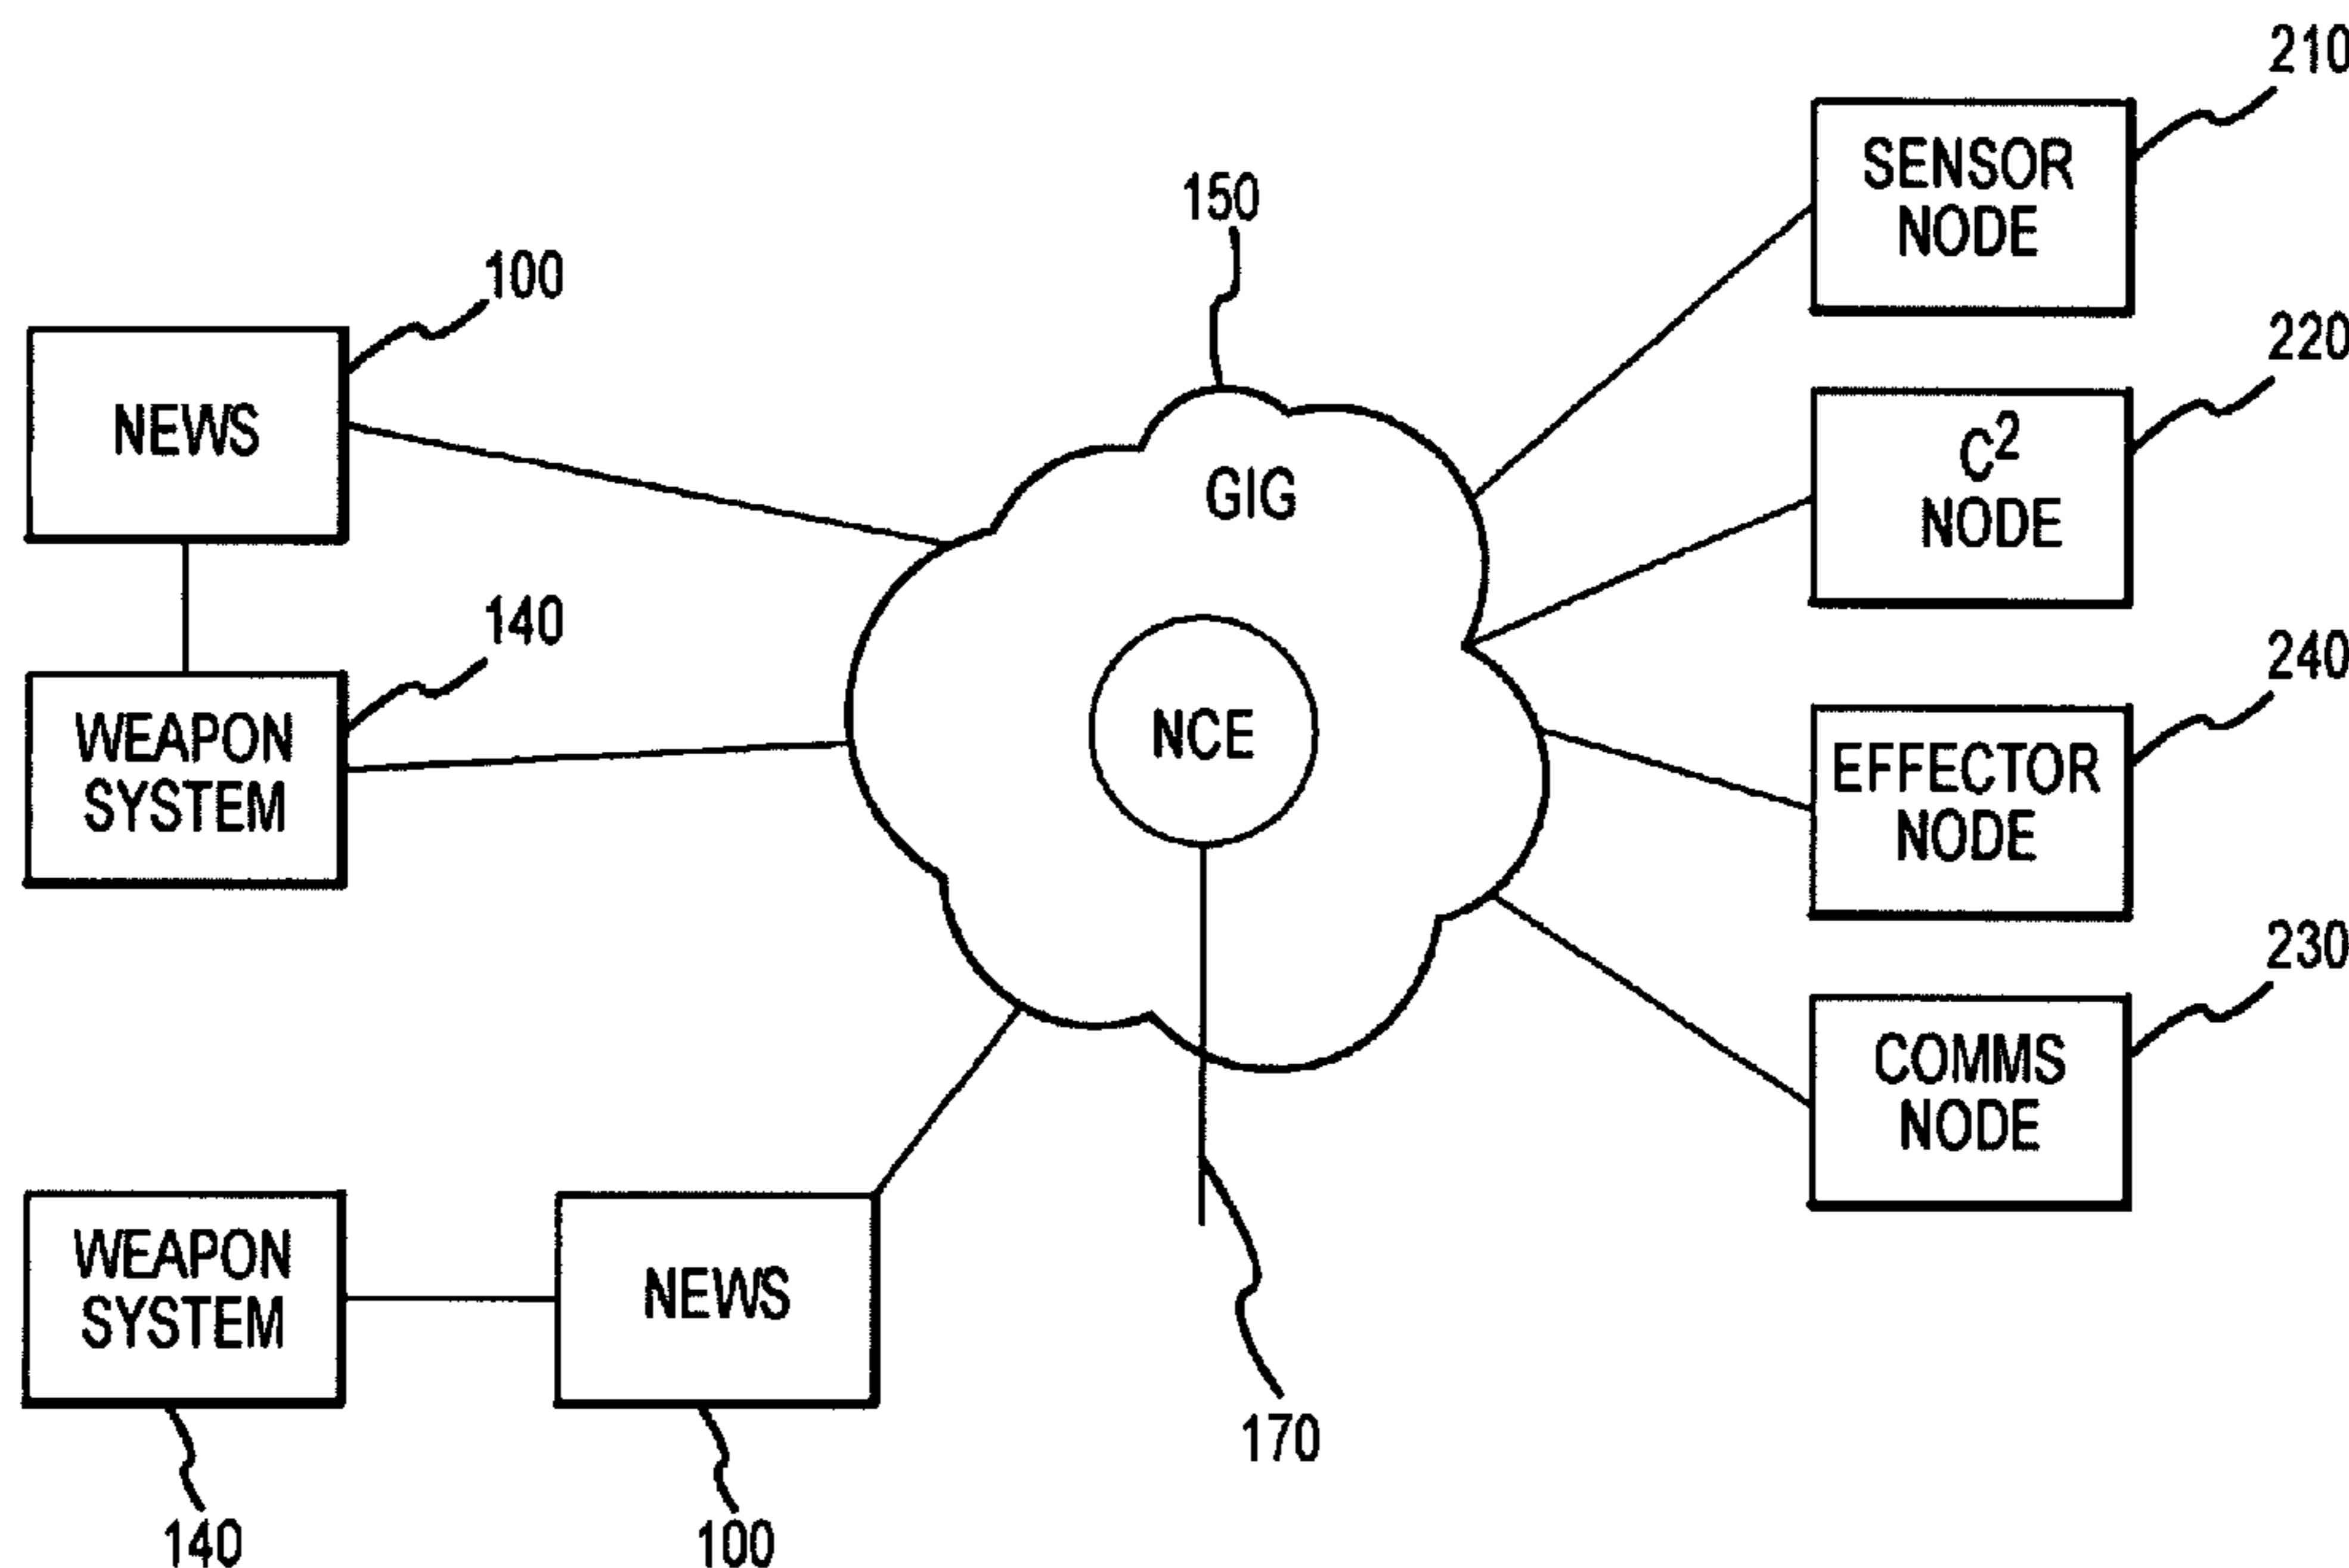 210
SENSOR
NODE
150
100
220
NEWS
C²
NODE
GIG
140
240
WEAPON
SYSTEM
NCE
EFFECTOR
NODE
230
COMMS
NODE
WEAPON
SYSTEM
NEWS
170
140
100